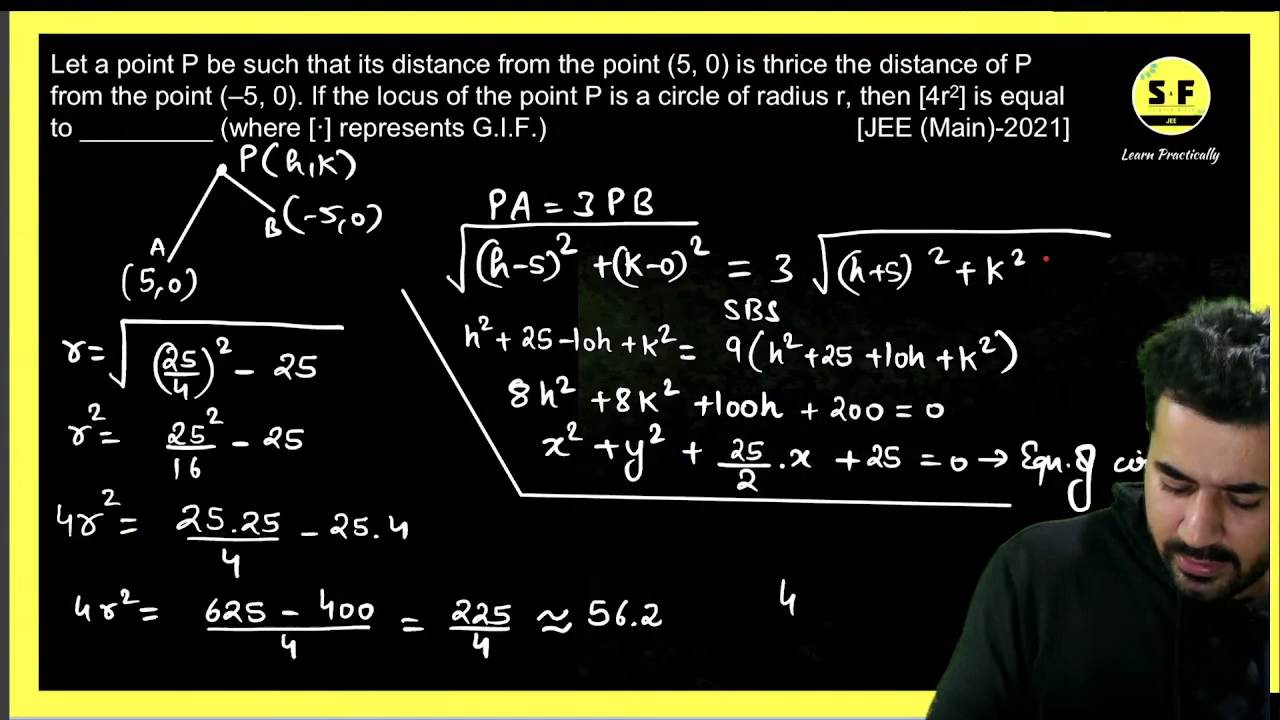 Let a point P be such that its distance from the point (5, 0) is thrice the distance of P
from the point (–5, 0). If the locus of the point P is a circle of radius r, then [4r²] is equal
to _________ (where [·] represents G.I.F.) [JEE (Main)-2021]
S&F
JEE
Learn Practically
P(h,k)
B(-5,0)
A
(5,0)
PA = 3 PB
√((h-5)² + (k-0)²) = 3 √((h+5)² + k²)
SBS
h² + 25 - 10h + k² = 9(h² + 25 + 10h + k²)
8h² + 8k² + 100h + 200 = 0
x² + y² + 25/2 . x + 25 = 0 → Eqn. of
r = √((25/4)² - 25)
r² = 25²/16 - 25
4r² = 25.25/4 - 25.4
4r² = (625 - 400)/4 = 225/4 ≈ 56.2
4